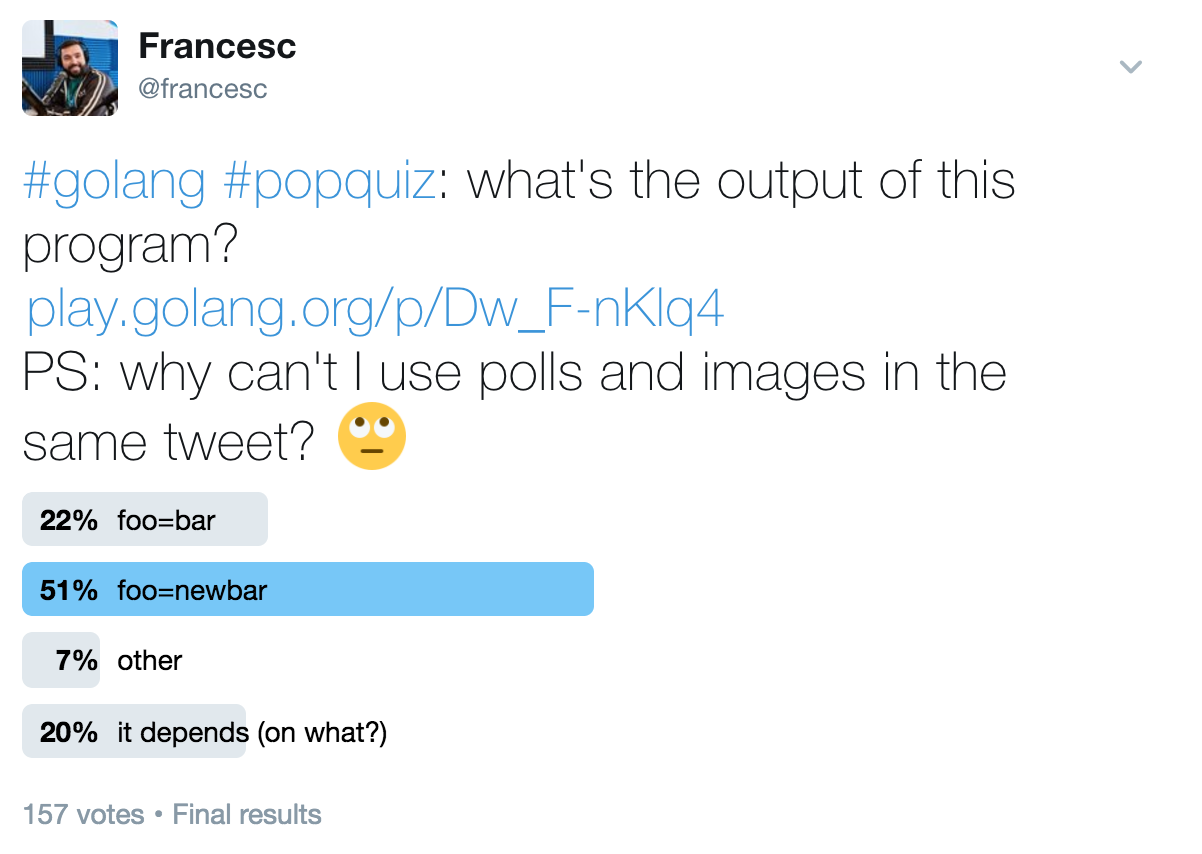 Francesc
@francesc
#golang #popquiz: what's the output of this
program?
play.golang.org/p/Dw_F-nKlq4
PS: why can't I use polls and images in the
same tweet? 🙄
22% foo=bar
51% foo=newbar
7% other
20% it depends (on what?)
157 votes • Final results